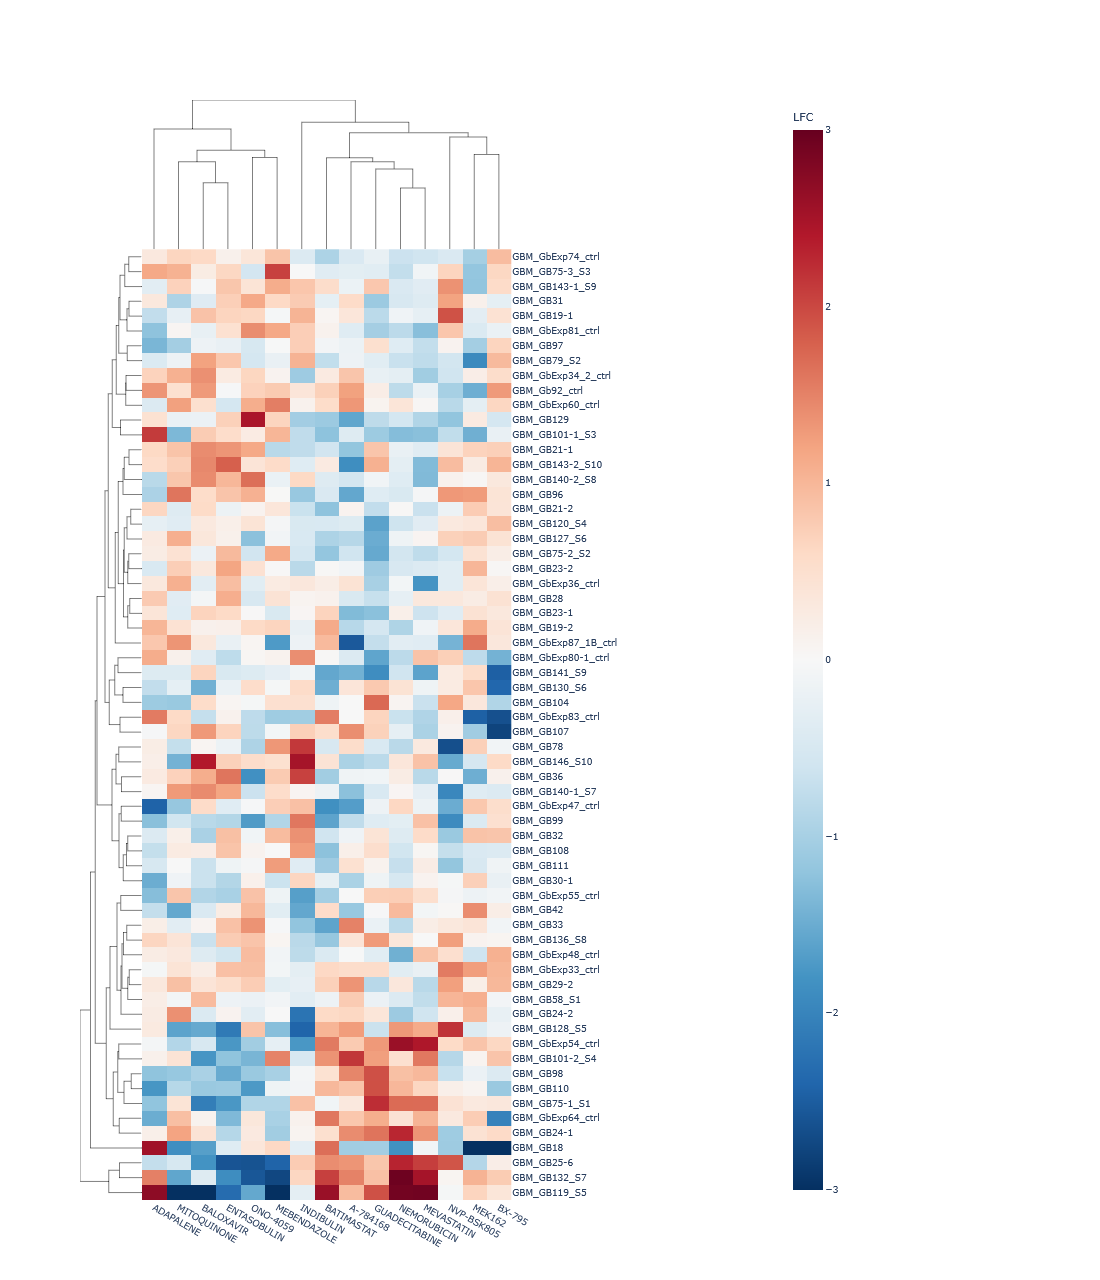 LFC
3
2
1
0
−1
−2
−3
GBM_GbExp74_ctrl
GBM_GB75-3_S3
GBM_GB143-1_S9
GBM_GB31
GBM_GB19-1
GBM_GbExp81_ctrl
GBM_GB97
GBM_GB79_S2
GBM_GbExp34_2_ctrl
GBM_Gb92_ctrl
GBM_GbExp60_ctrl
GBM_GB129
GBM_GB101-1_S3
GBM_GB21-1
GBM_GB143-2_S10
GBM_GB140-2_S8
GBM_GB96
GBM_GB21-2
GBM_GB120_S4
GBM_GB127_S6
GBM_GB75-2_S2
GBM_GB23-2
GBM_GbExp36_ctrl
GBM_GB28
GBM_GB23-1
GBM_GB19-2
GBM_GbExp87_1B_ctrl
GBM_GbExp80-1_ctrl
GBM_GB141_S9
GBM_GB130_S6
GBM_GB104
GBM_GbExp83_ctrl
GBM_GB107
GBM_GB78
GBM_GB146_S10
GBM_GB36
GBM_GB140-1_S7
GBM_GbExp47_ctrl
GBM_GB99
GBM_GB32
GBM_GB108
GBM_GB111
GBM_GB30-1
GBM_GbExp55_ctrl
GBM_GB42
GBM_GB33
GBM_GB136_S8
GBM_GbExp48_ctrl
GBM_GbExp33_ctrl
GBM_GB29-2
GBM_GB58_S1
GBM_GB24-2
GBM_GB128_S5
GBM_GbExp54_ctrl
GBM_GB101-2_S4
GBM_GB98
GBM_GB110
GBM_GB75-1_S1
GBM_GbExp64_ctrl
GBM_GB24-1
GBM_GB18
GBM_GB25-6
GBM_GB132_S7
GBM_GB119_S5
ADAPALENE
MITOQUINONE
BALOXAVIR
ENTASOBULIN
ONO-4059
MEBENDAZOLE
INDIBULIN
BATIMASTAT
A-784168
GUADECITABINE
NEMORUBICIN
MEVASTATIN
NVP-BSK805
MEK162
BX-795